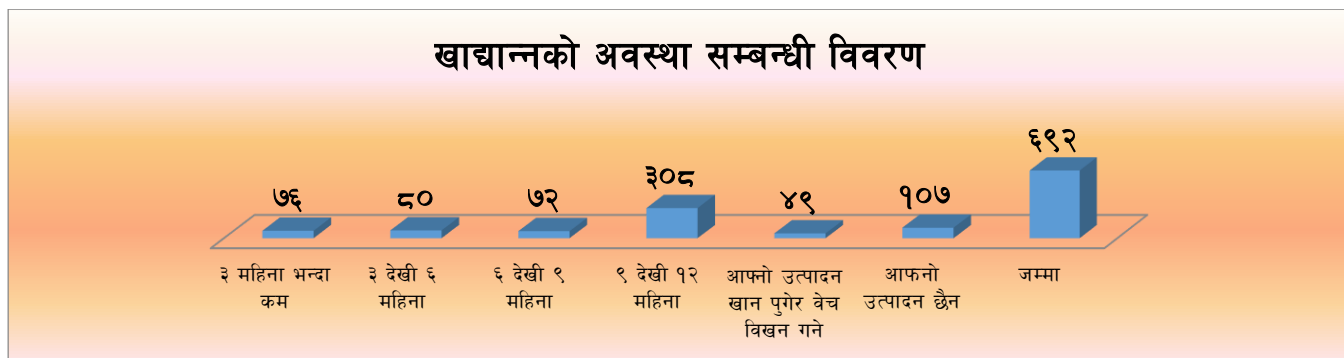 खाद्यान्नको अवस्था सम्बन्धी विवरण
७६
८०
७२
३०८
४९
१०७
६९२
३ महिना भन्दा
कम
३ देखी ६
महिना
६ देखी ९
महिना
९ देखी १२
महिना
आफ्नो उत्पादन
खान पुगेर वेच
विखन गने
आफनो
उत्पादन छैन
जम्मा